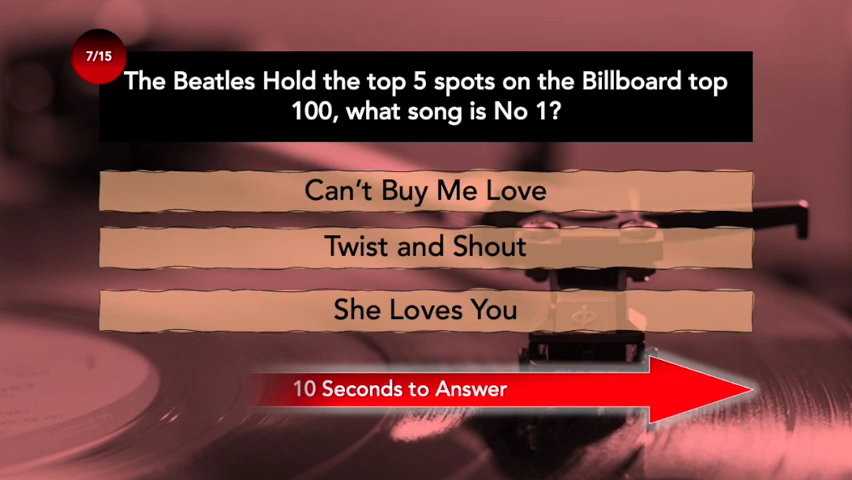 7/15
The Beatles Hold the top 5 spots on the Billboard top
100, what song is No 1?
Can't Buy Me Love
Twist and Shout
She Loves You
10 Seconds to Answer